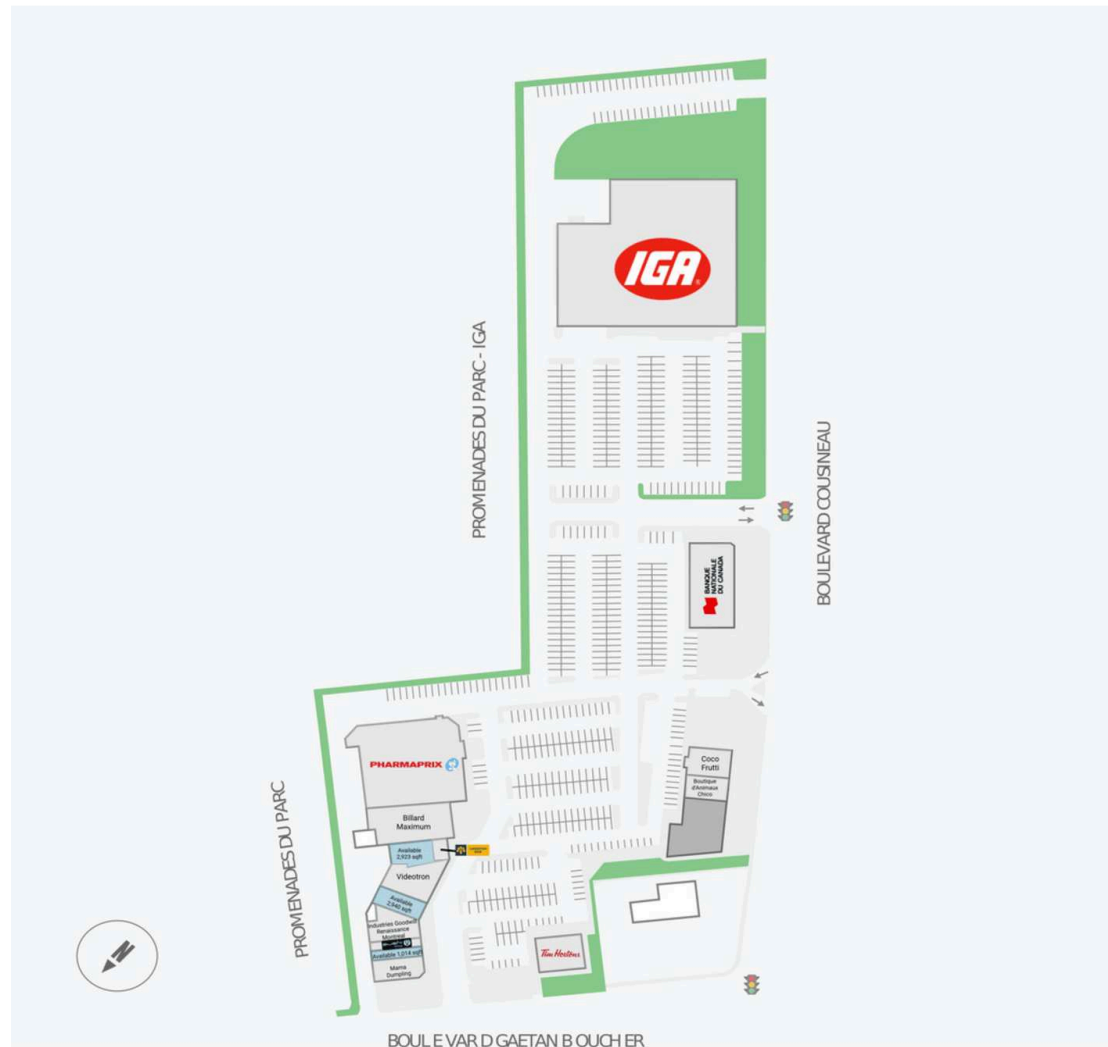 IGA
PROMENADES DU PARC - IGA
BOULEVARD COUSINEAU
BANQUE
NATIONALE
DU CANADA
PHARMAPRIX
Coco
Frutti
Boutique
d'Animaux
Chico
Billard
Maximum
Available
2,923 sqft
Videotron
Available
2,940 sqft
PROMENADES DU PARC
Industries Goodwill
Renaissance
Montreal
Available 1,014 sqft
Mama
Dumpling
Tim Hortons
N
BOULEVARD GAETAN BOUCHER